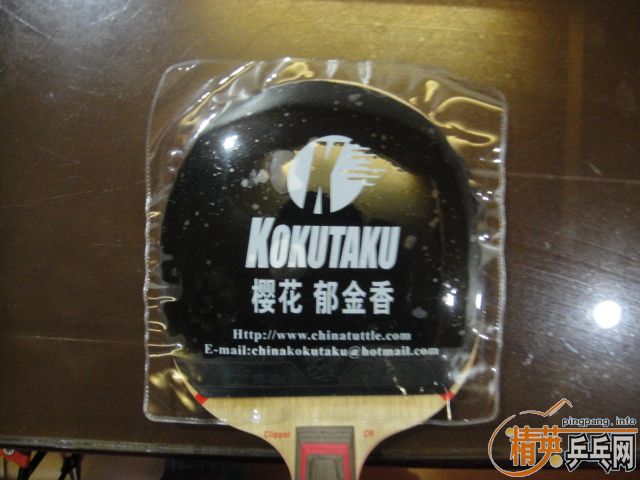 KOKUTAKU
樱花 郁金香
Http://www.chinatuttle.com
E-mail:chinakokutaku@hotmail.com
Clipper CR
pingpang.info
精英乒乓网